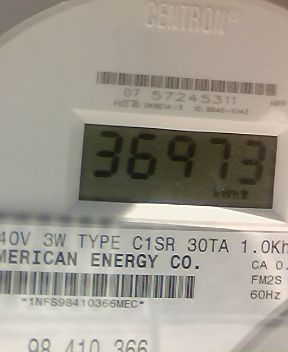 CENTRON®
07 57245311
36973
kWh
40V 3W TYPE C1SR 30TA 1.0Kh
MERICAN ENERGY CO.
CA 0.
FM2S
*1NFS98410366MEC*
60Hz
98 410 366